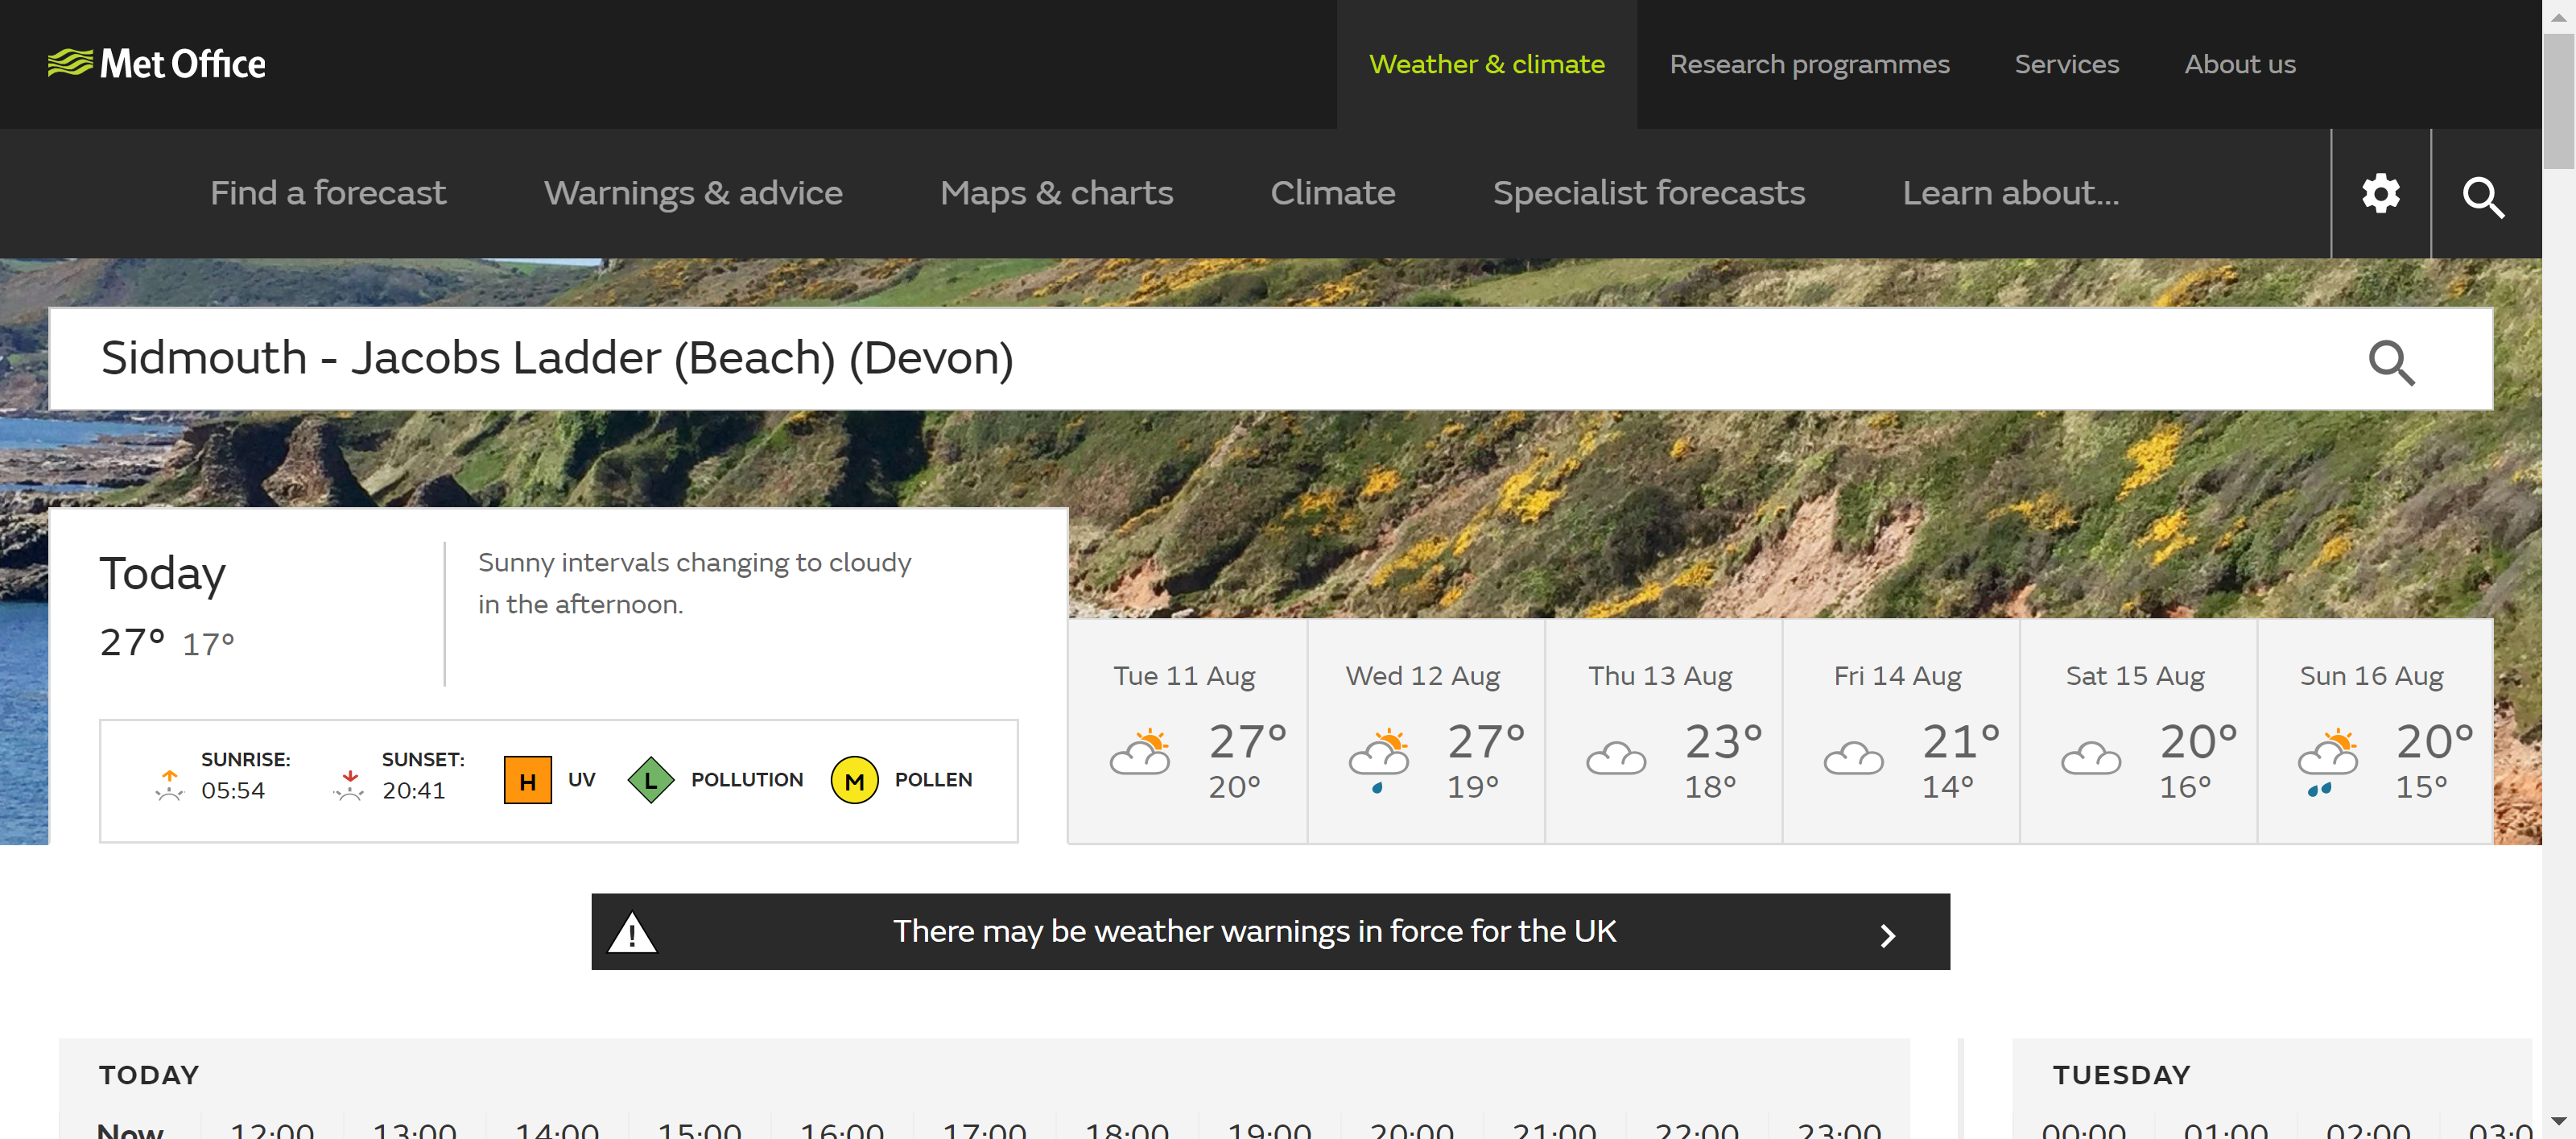 Met Office
Weather & climate
Research programmes
Services
About us
Find a forecast
Warnings & advice
Maps & charts
Climate
Specialist forecasts
Learn about...
Sidmouth - Jacobs Ladder (Beach) (Devon)
Today
27° 17°
Sunny intervals changing to cloudy
in the afternoon.
SUNRISE:
05:54
SUNSET:
20:41
H UV
L POLLUTION
M POLLEN
Tue 11 Aug
27°
20°
Wed 12 Aug
27°
19°
Thu 13 Aug
23°
18°
Fri 14 Aug
21°
14°
Sat 15 Aug
20°
16°
Sun 16 Aug
20°
15°
There may be weather warnings in force for the UK
TODAY
Now 12:00 13:00 14:00 15:00 16:00 17:00 18:00 19:00 20:00 21:00 22:00 23:00
TUESDAY
00:00 01:00 02:00